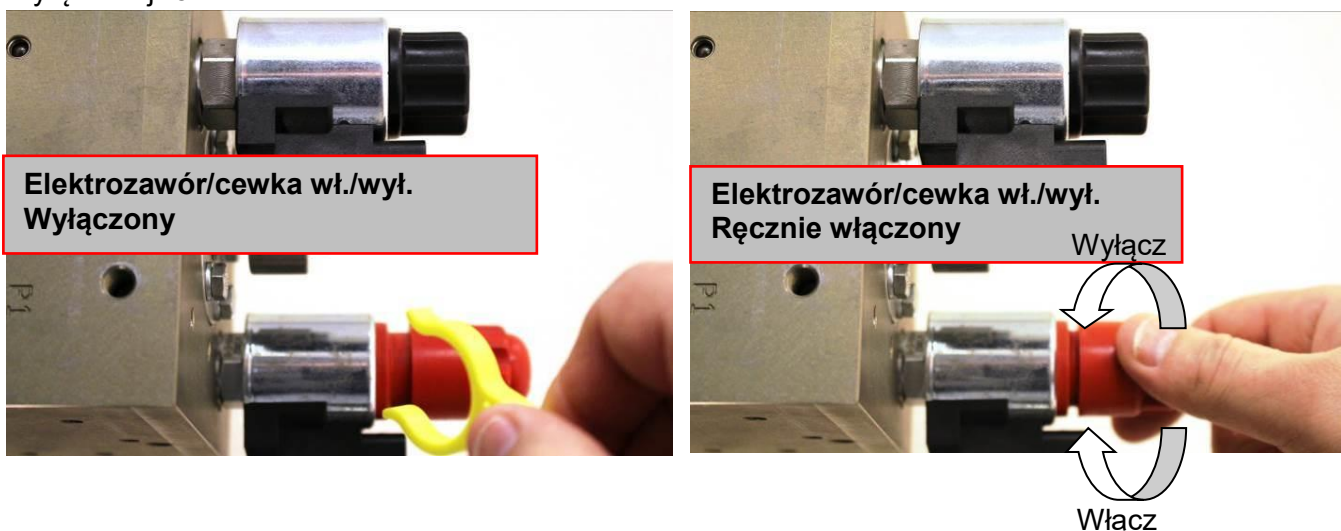 Elektrozawór/cewka wł./wył.
Wyłączony
Elektrozawór/cewka wł./wył.
Ręcznie włączony
Wyłącz
P1
P1
Włącz